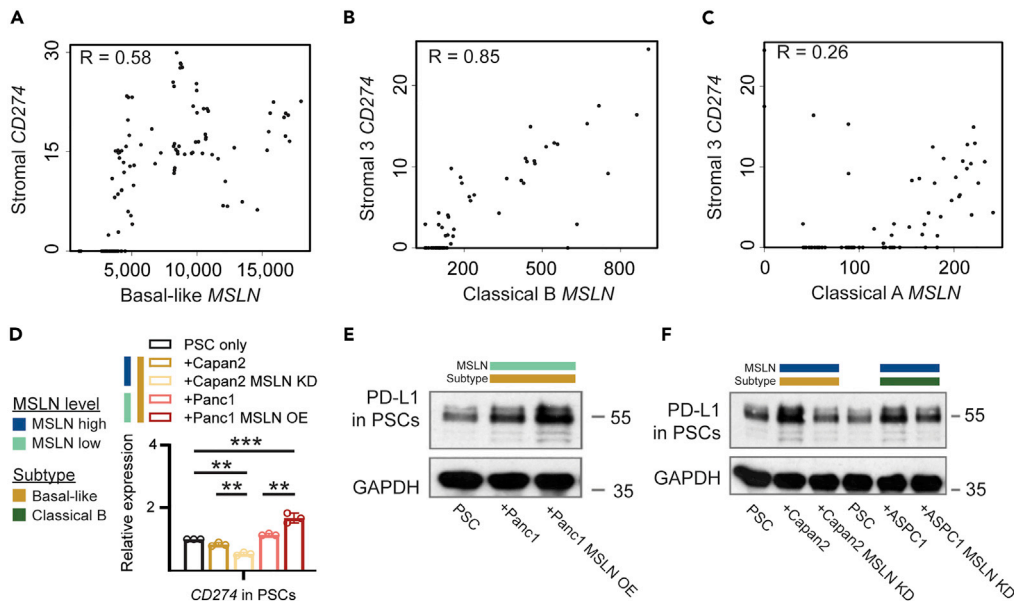 A
R = 0.58
Stromal CD274
30
15
0
5,000 10,000 15,000
Basal-like MSLN
B
R = 0.85
Stromal 3 CD274
20
10
0
200 500 800
Classical B MSLN
C
R = 0.26
Stromal 3 CD274
20
10
0
0 100 200
Classical A MSLN
D
PSC only
+Capan2
+Capan2 MSLN KD
+Panc1
+Panc1 MSLN OE
MSLN level
MSLN high
MSLN low
Subtype
Basal-like
Classical B
Relative expression
4
2
***
**
** **
CD274 in PSCs
E
MSLN
Subtype
PD-L1
in PSCs
55
GAPDH
35
PSC
+Panc1
+Panc1 MSLN OE
F
MSLN
Subtype
PD-L1
in PSCs
55
GAPDH
35
PSC
+Capan2
+Capan2 MSLN KD
PSC
+ASPC1
+ASPC1 MSLN KD